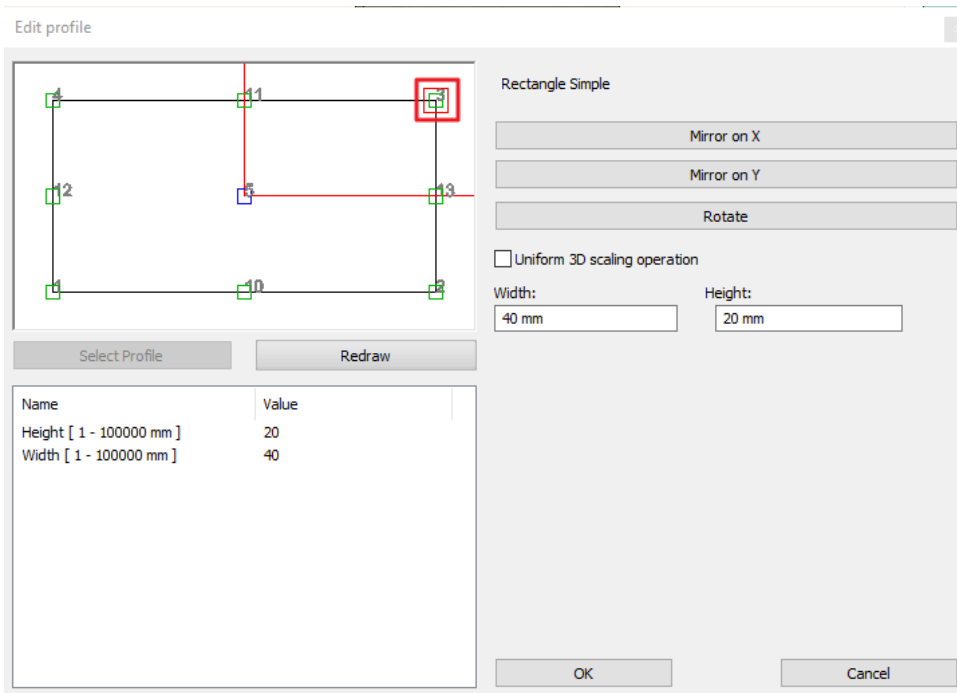 Edit profile
4 11 3
12 5 13
1 10 2
Rectangle Simple
Mirror on X
Mirror on Y
Rotate
Uniform 3D scaling operation
Width: Height:
40 mm 20 mm
Select Profile Redraw
Name Value
Height [ 1 - 100000 mm ] 20
Width [ 1 - 100000 mm ] 40
OK Cancel